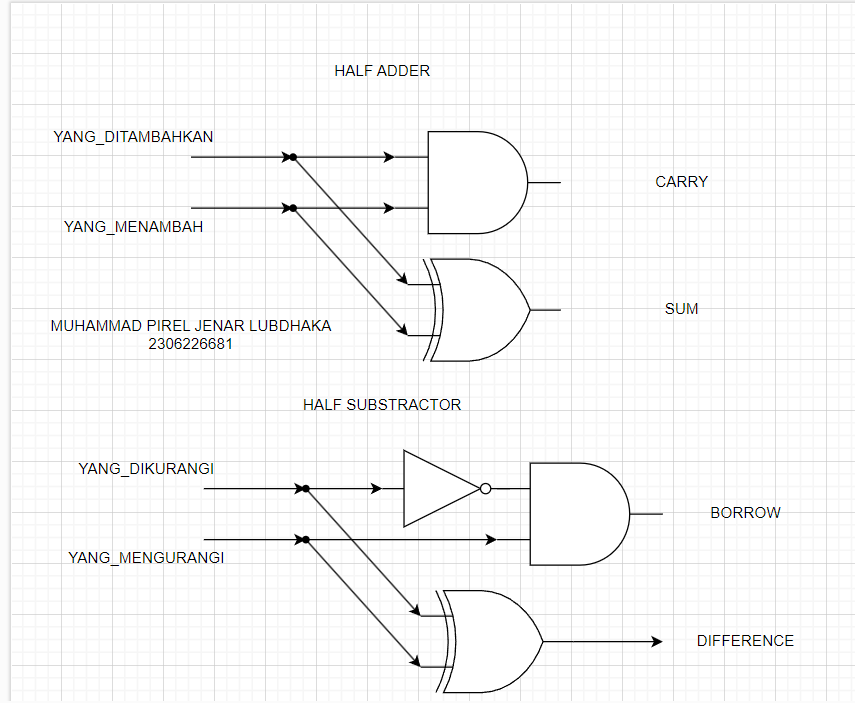 HALF ADDER
YANG_DITAMBAHKAN
CARRY
YANG_MENAMBAH
SUM
MUHAMMAD PIREL JENAR LUBDHAKA
2306226681
HALF SUBSTRACTOR
YANG_DIKURANGI
BORROW
YANG_MENGURANGI
DIFFERENCE